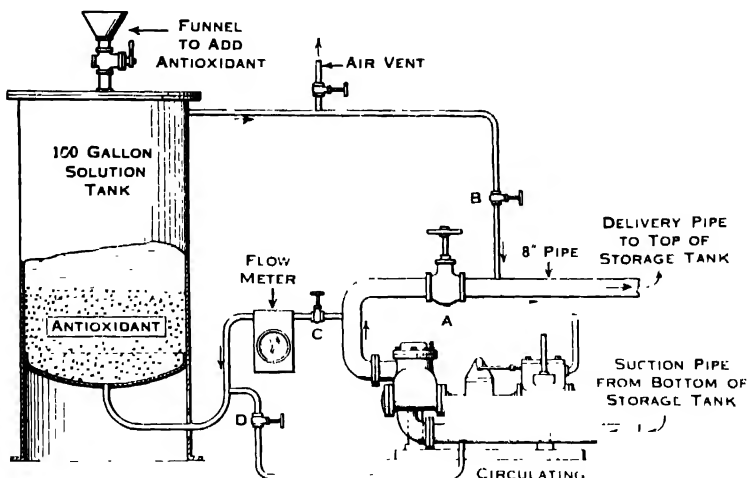 FUNNEL
TO ADD
ANTIOXIDANT
AIR VENT
100 GALLON
SOLUTION
TANK
B
DELIVERY PIPE
TO TOP OF
STORAGE TANK
8" PIPE
FLOW
METER
ANTIOXIDANT
C
A
SUCTION PIPE
FROM BOTTOM OF
STORAGE TANK
D
CIRCULATING